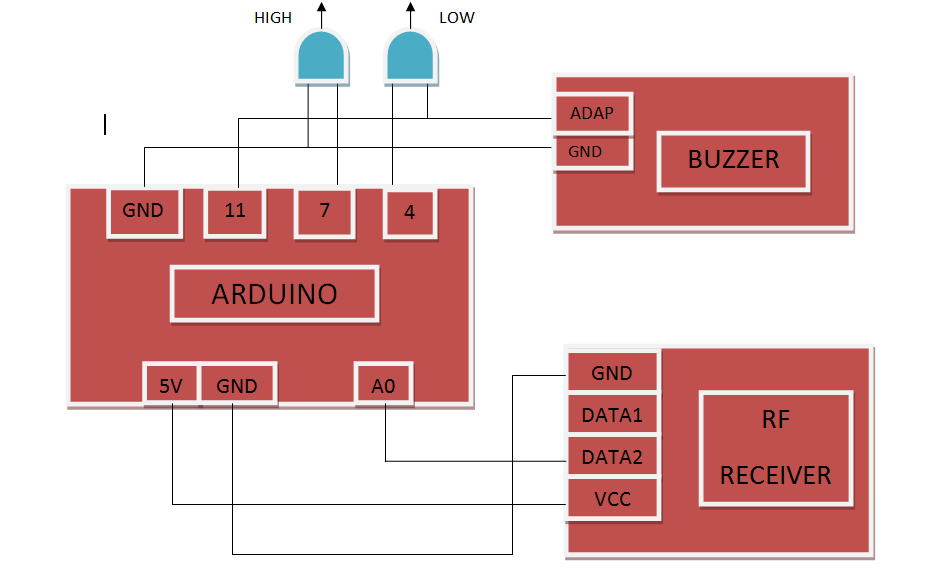 HIGH
LOW
ADAP
GND
BUZZER
GND
11
7
4
ARDUINO
5V
GND
A0
GND
DATA1
DATA2
VCC
RF
RECEIVER